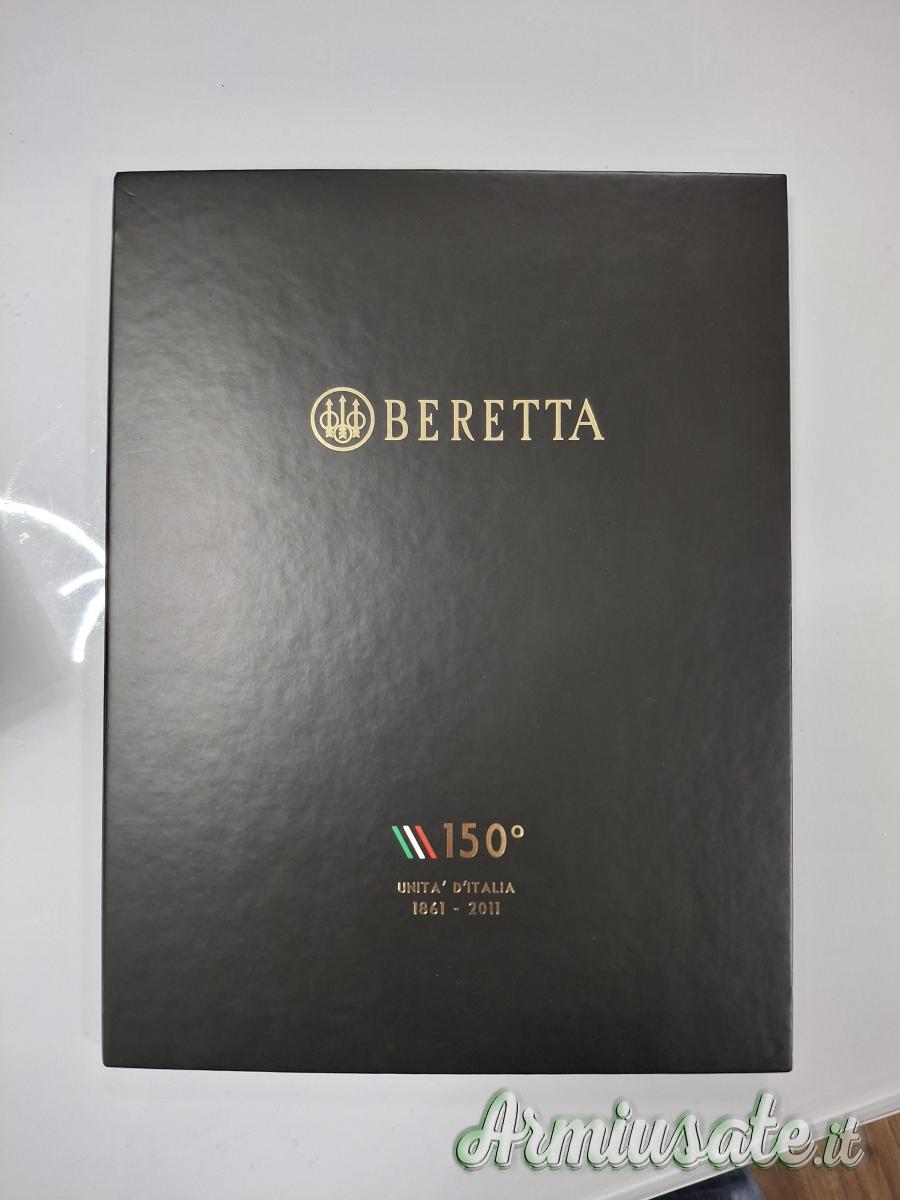 BERETTA
150°
UNITA' D'ITALIA
1861 - 2011
Armiusate.it